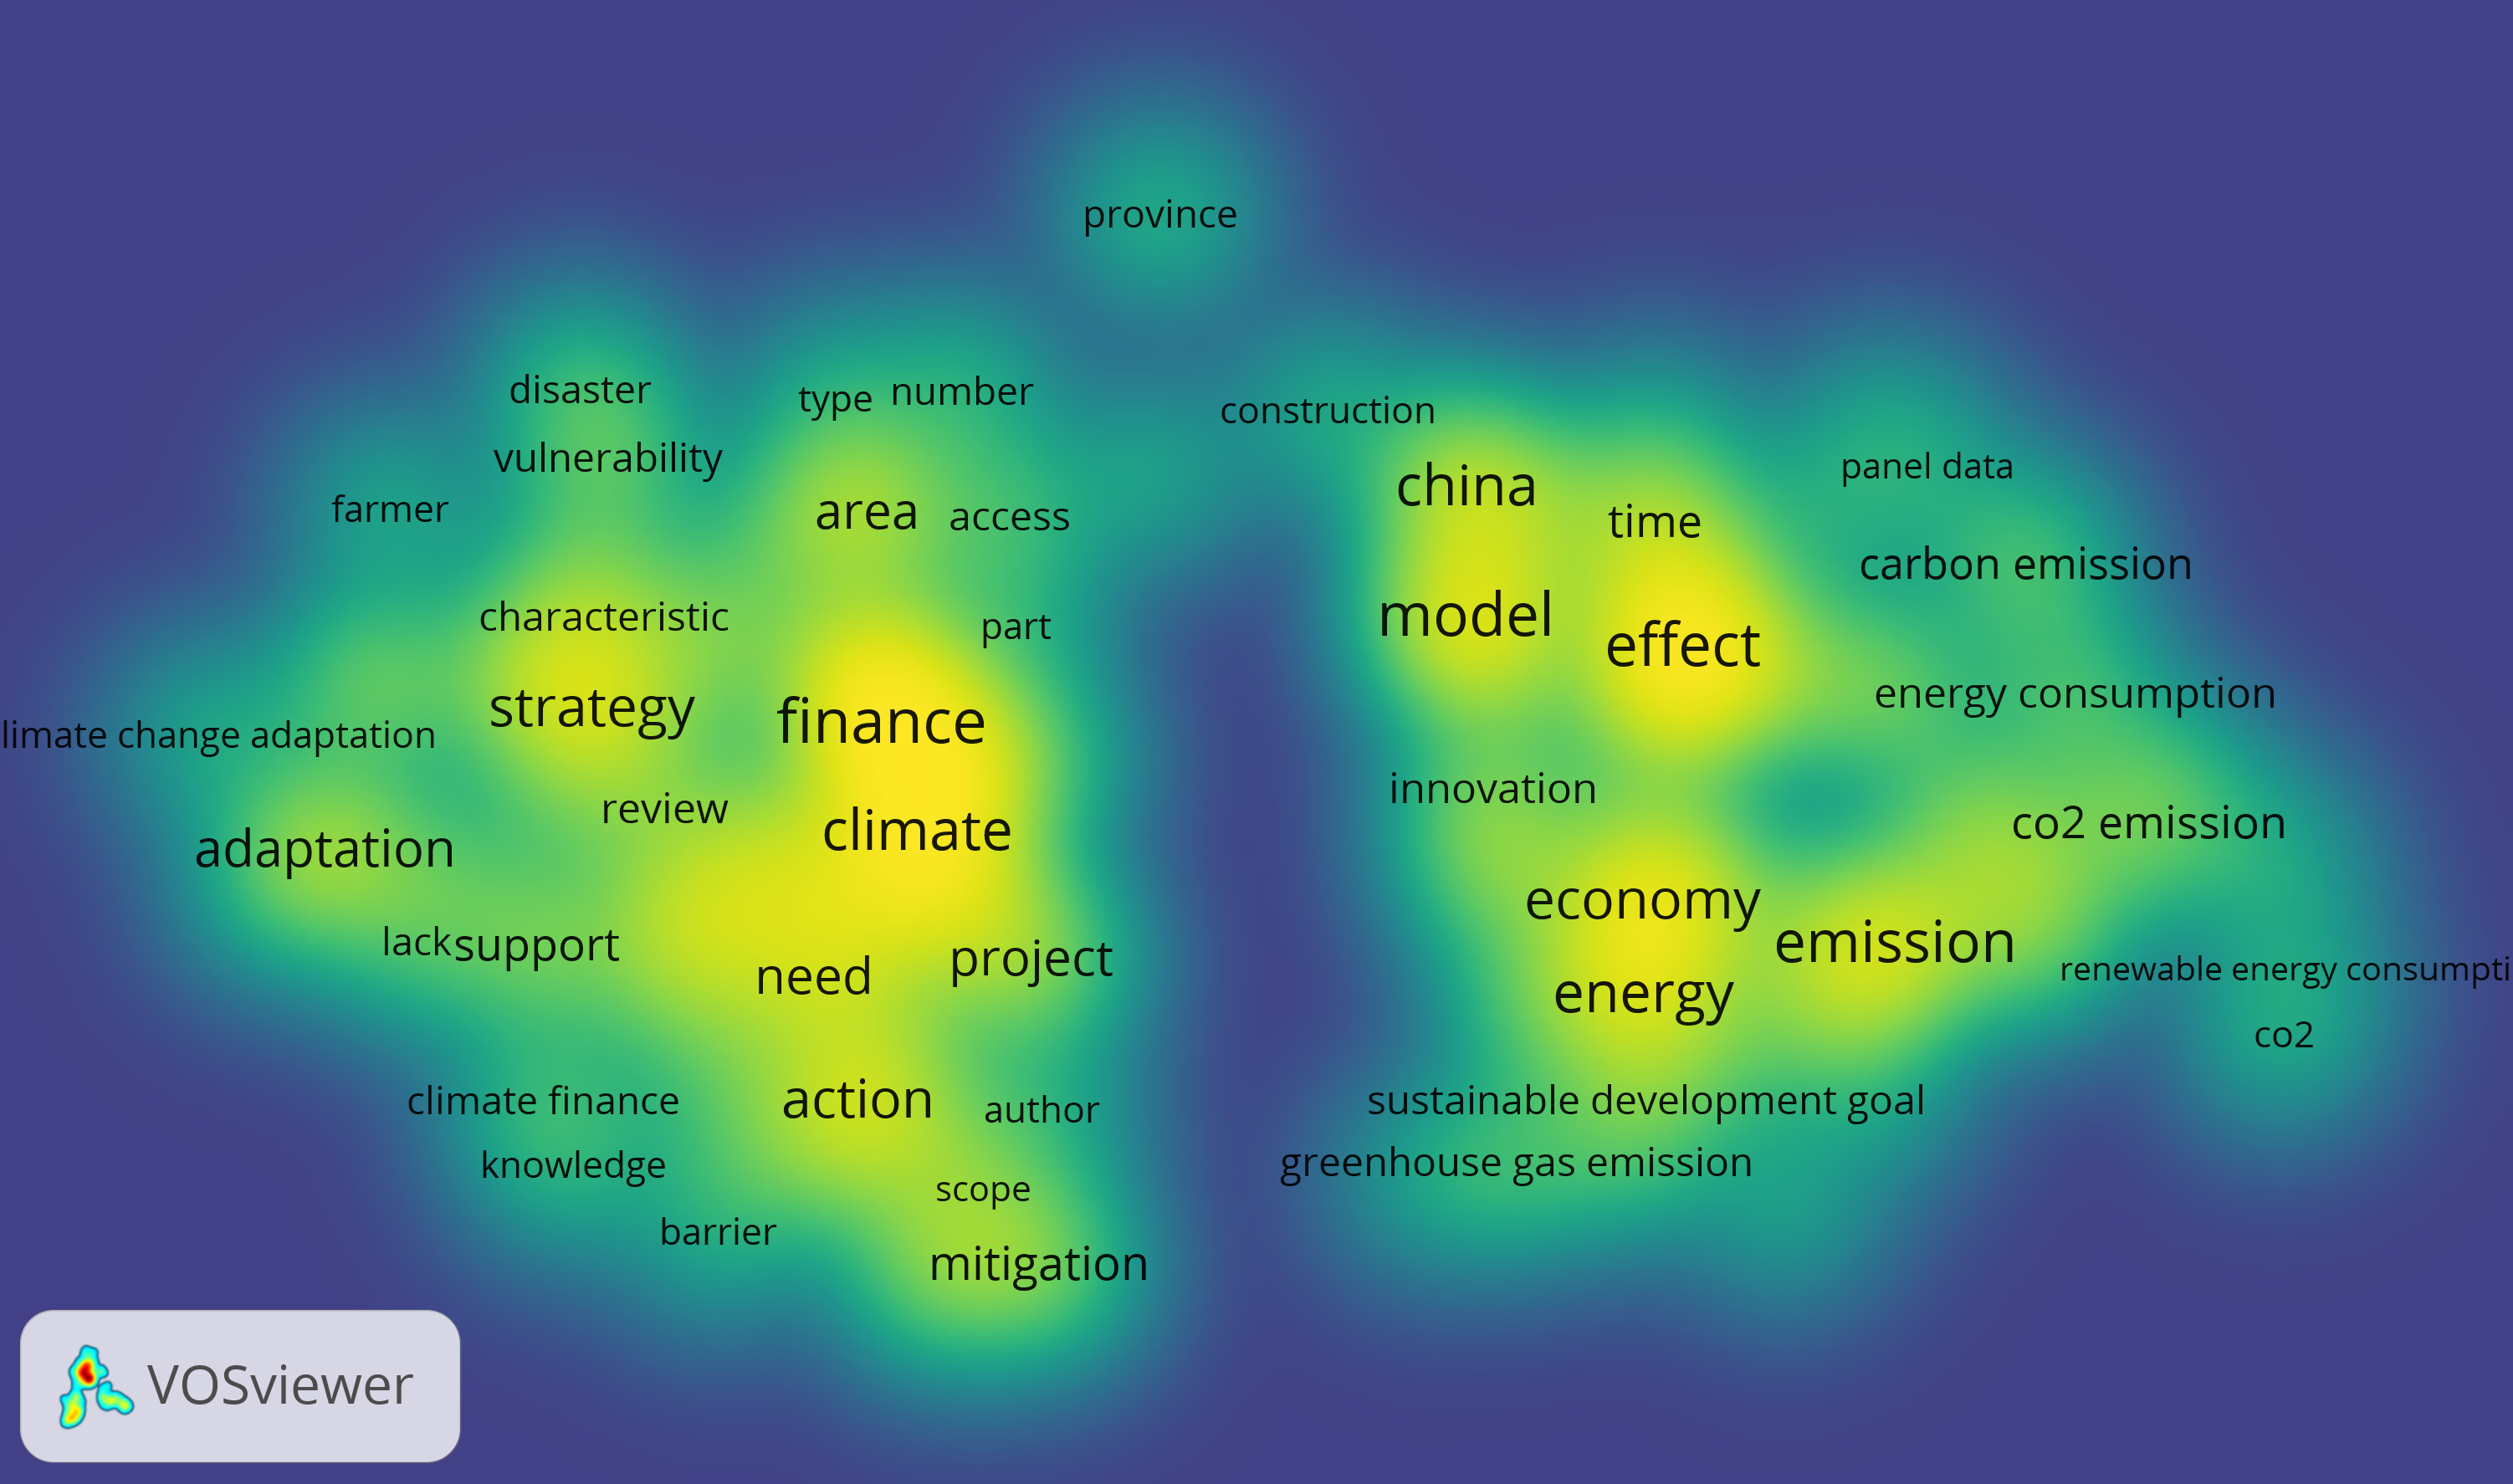 province
disaster
type
number
construction
vulnerability
panel data
china
farmer
area
access
time
carbon emission
characteristic
part
model
effect
energy consumption
strategy
finance
limate change adaptation
innovation
review
climate
co2 emission
adaptation
economy
lack
support
emission
project
need
renewable energy consumpti
energy
co2
climate finance
action
author
sustainable development goal
knowledge
greenhouse gas emission
scope
barrier
mitigation
VOSviewer